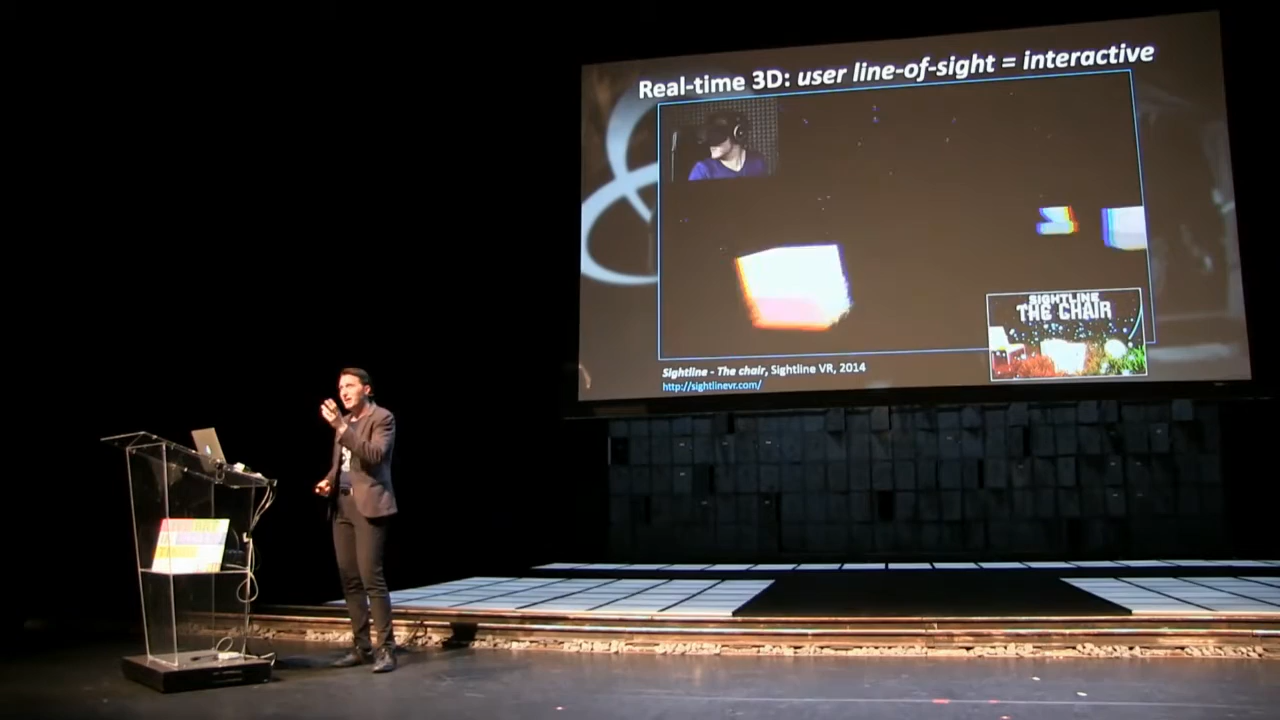 Real-time 3D: user line-of-sight = interactive
SIGHTLINE
THE CHAIR
Sightline - The chair, Sightline VR, 2014
http://sightlinevr.com/